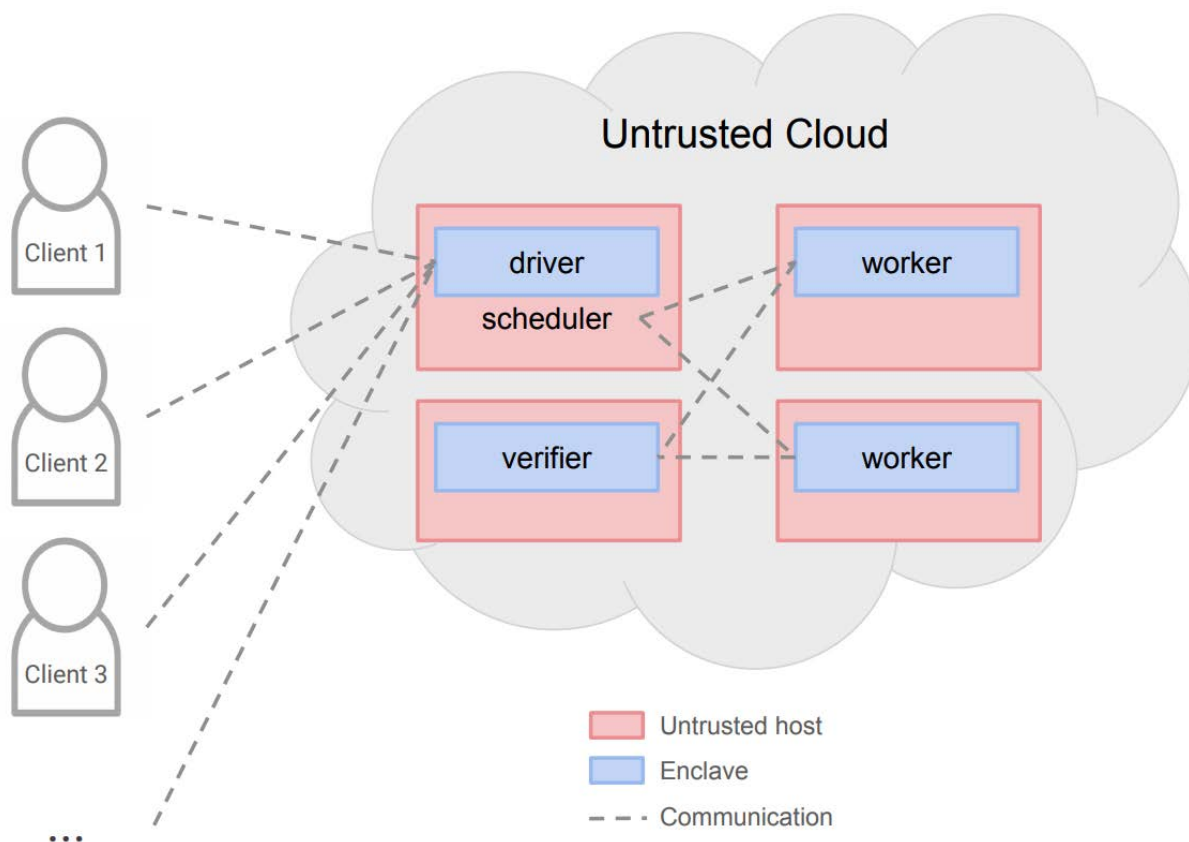 Untrusted Cloud
Client 1
driver
worker
scheduler
Client 2
verifier
worker
Client 3
Untrusted host
Enclave
Communication
...